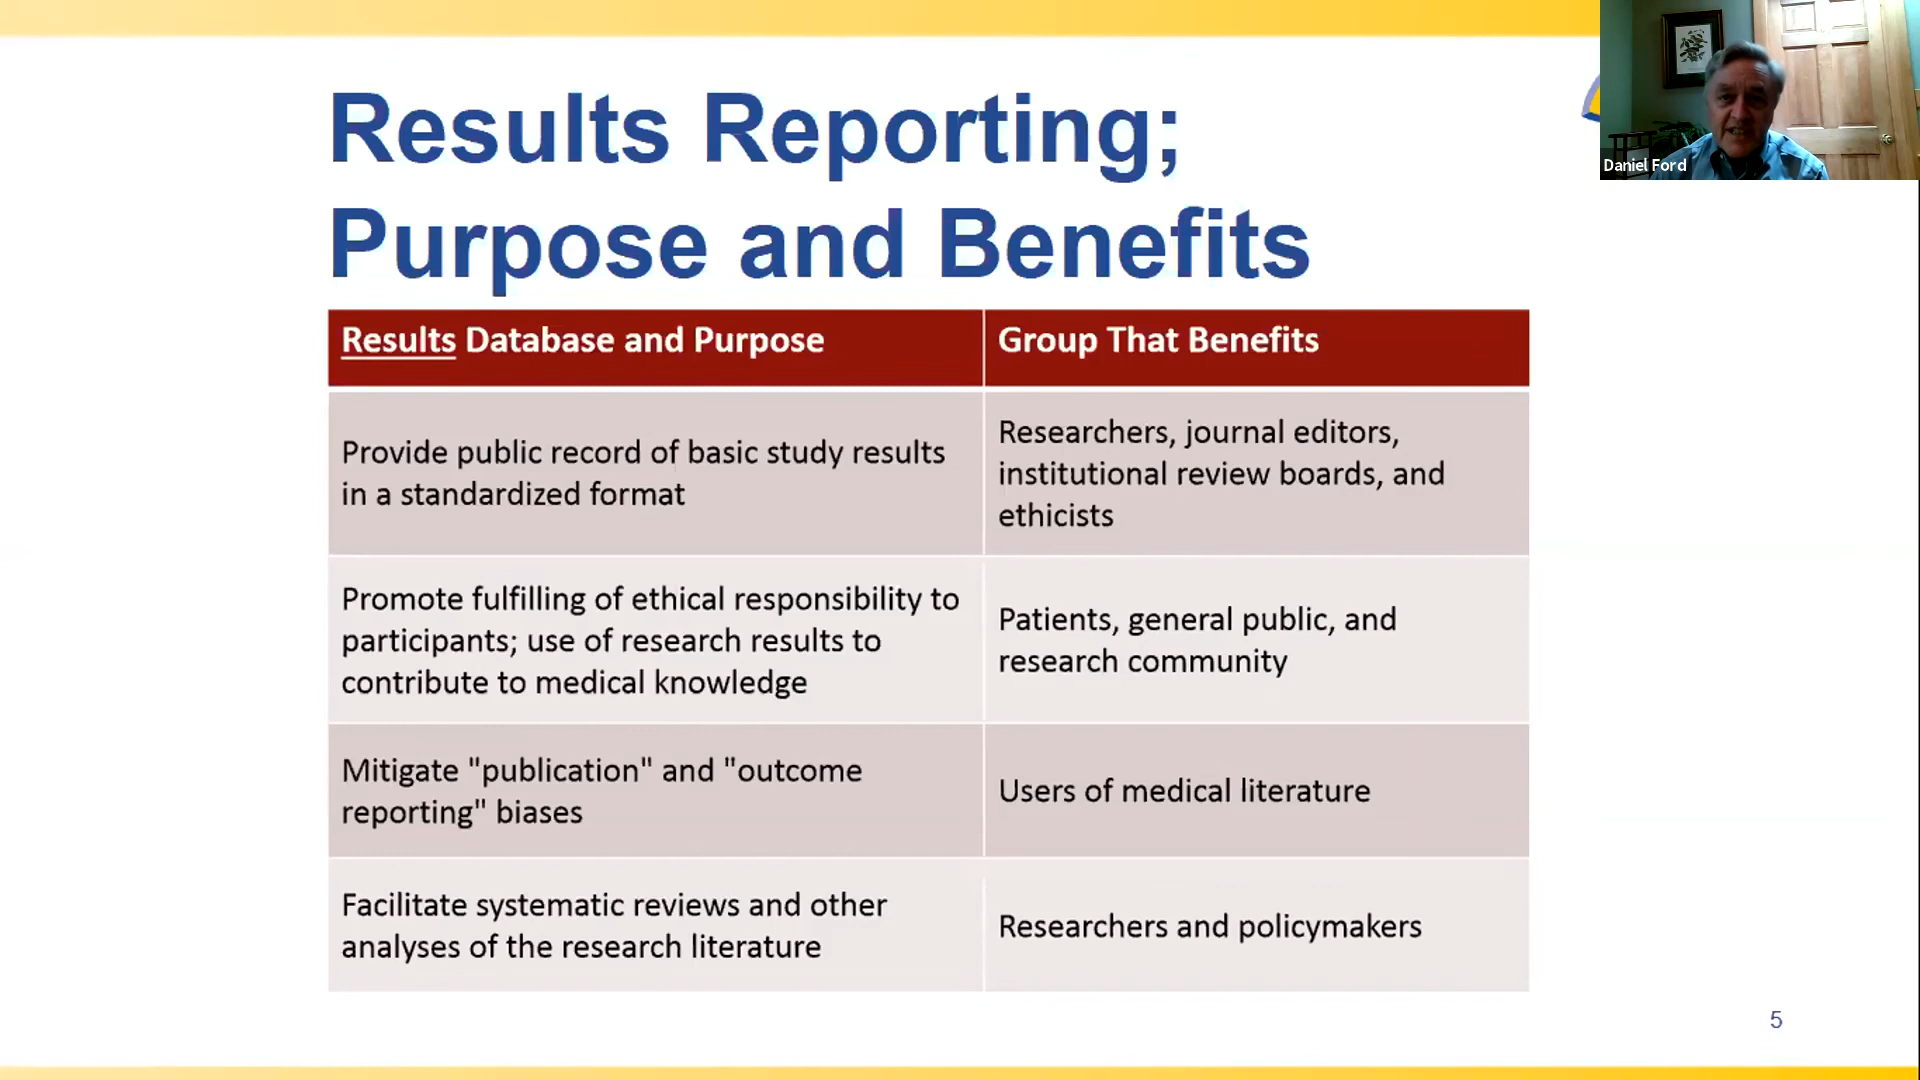 Results Reporting;
Purpose and Benefits
Results Database and Purpose
Group That Benefits
Provide public record of basic study results
in a standardized format
Researchers, journal editors,
institutional review boards, and
ethicists
Promote fulfilling of ethical responsibility to
participants; use of research results to
contribute to medical knowledge
Patients, general public, and
research community
Mitigate "publication" and "outcome
reporting" biases
Users of medical literature
Facilitate systematic reviews and other
analyses of the research literature
Researchers and policymakers
Daniel Ford
5